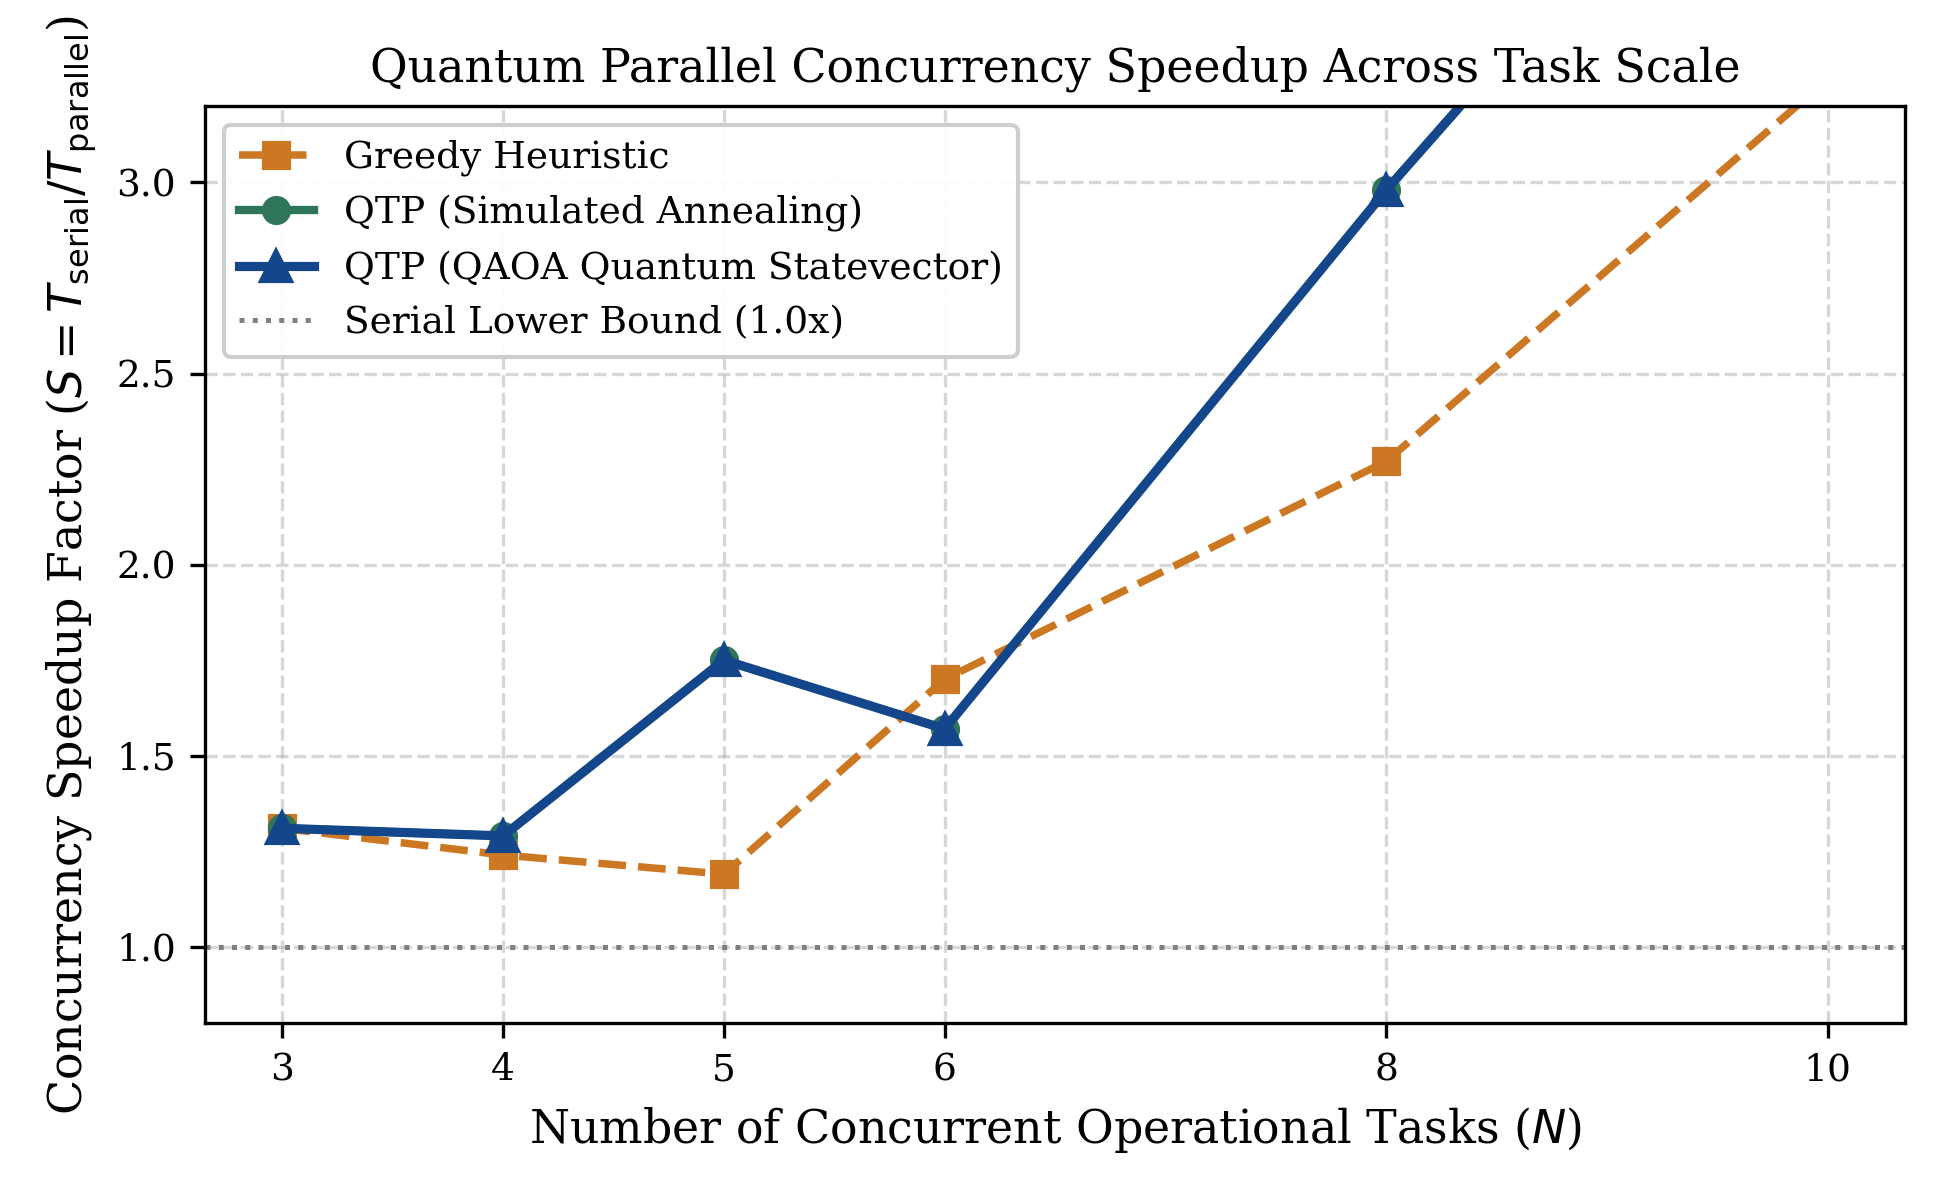 Quantum Parallel Concurrency Speedup Across Task Scale
Concurrency Speedup Factor (S = T_serial/T_parallel)
Greedy Heuristic
QTP (Simulated Annealing)
QTP (QAOA Quantum Statevector)
Serial Lower Bound (1.0x)
3.0
2.5
2.0
1.5
1.0
3 4 5 6 8 10
Number of Concurrent Operational Tasks (N)